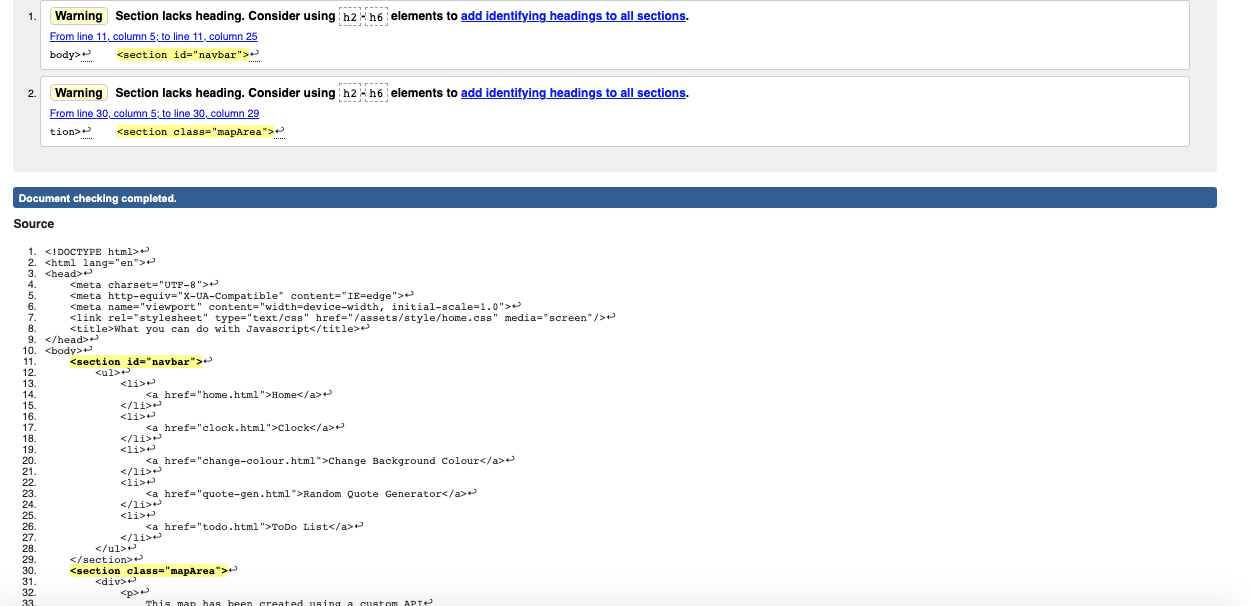 1. Warning Section lacks heading. Consider using h2-h6 elements to add identifying headings to all sections.
From line 11, column 5; to line 11, column 25
body>↩ <section id="navbar">↩
2. Warning Section lacks heading. Consider using h2-h6 elements to add identifying headings to all sections.
From line 30, column 5; to line 30, column 29
tion>↩ <section class="mapArea">↩
Document checking completed.
Source
1. <!DOCTYPE html>↩
2. <html lang="en">↩
3. <head>↩
4. <meta charset="UTF-8">↩
5. <meta http-equiv="X-UA-Compatible" content="IE=edge">↩
6. <meta name="viewport" content="width=device-width, initial-scale=1.0">↩
7. <link rel="stylesheet" type="text/css" href="/assets/style/home.css" media="screen"/>↩
8. <title>What you can do with Javascript</title>↩
9. </head>↩
10. <body>↩
11. <section id="navbar">↩
12. <ul>↩
13. <li>↩
14. <a href="home.html">Home</a>↩
15. </li>↩
16. <li>↩
17. <a href="clock.html">Clock</a>↩
18. </li>↩
19. <li>↩
20. <a href="change-colour.html">Change Background Colour</a>↩
21. </li>↩
22. <li>↩
23. <a href="quote-gen.html">Random Quote Generator</a>↩
24. </li>↩
25. <li>↩
26. <a href="todo.html">ToDo List</a>↩
27. </li>↩
28. </ul>↩
29. </section>↩
30. <section class="mapArea">↩
31. <div>↩
32. <p>↩
33. This map has been created using a custom API↩